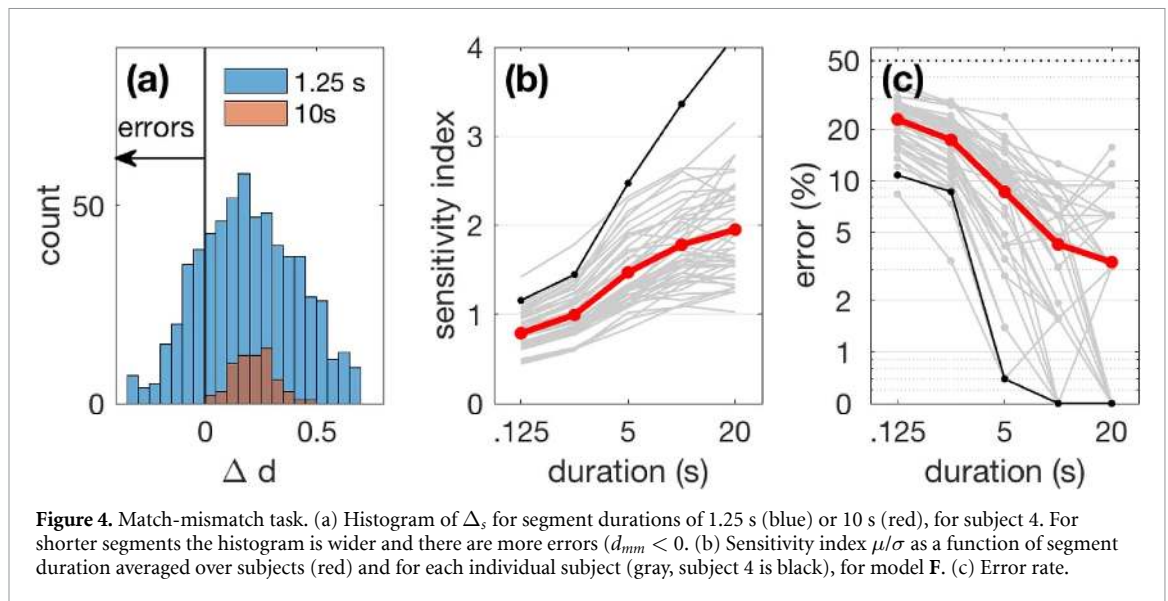 (a)
1.25 s
10s
errors
50
0
count
0 0.5
Δ d
(b)
4
3
2
1
0
sensitivity index
.125 5 20
duration (s)
(c)
50
20
10
5
2
1
0
error (%)
.125 5 20
duration (s)
Figure 4. Match-mismatch task. (a) Histogram of Δs for segment durations of 1.25 s (blue) or 10 s (red), for subject 4. For
shorter segments the histogram is wider and there are more errors (dmm < 0. (b) Sensitivity index μ/σ as a function of segment
duration averaged over subjects (red) and for each individual subject (gray, subject 4 is black), for model F. (c) Error rate.